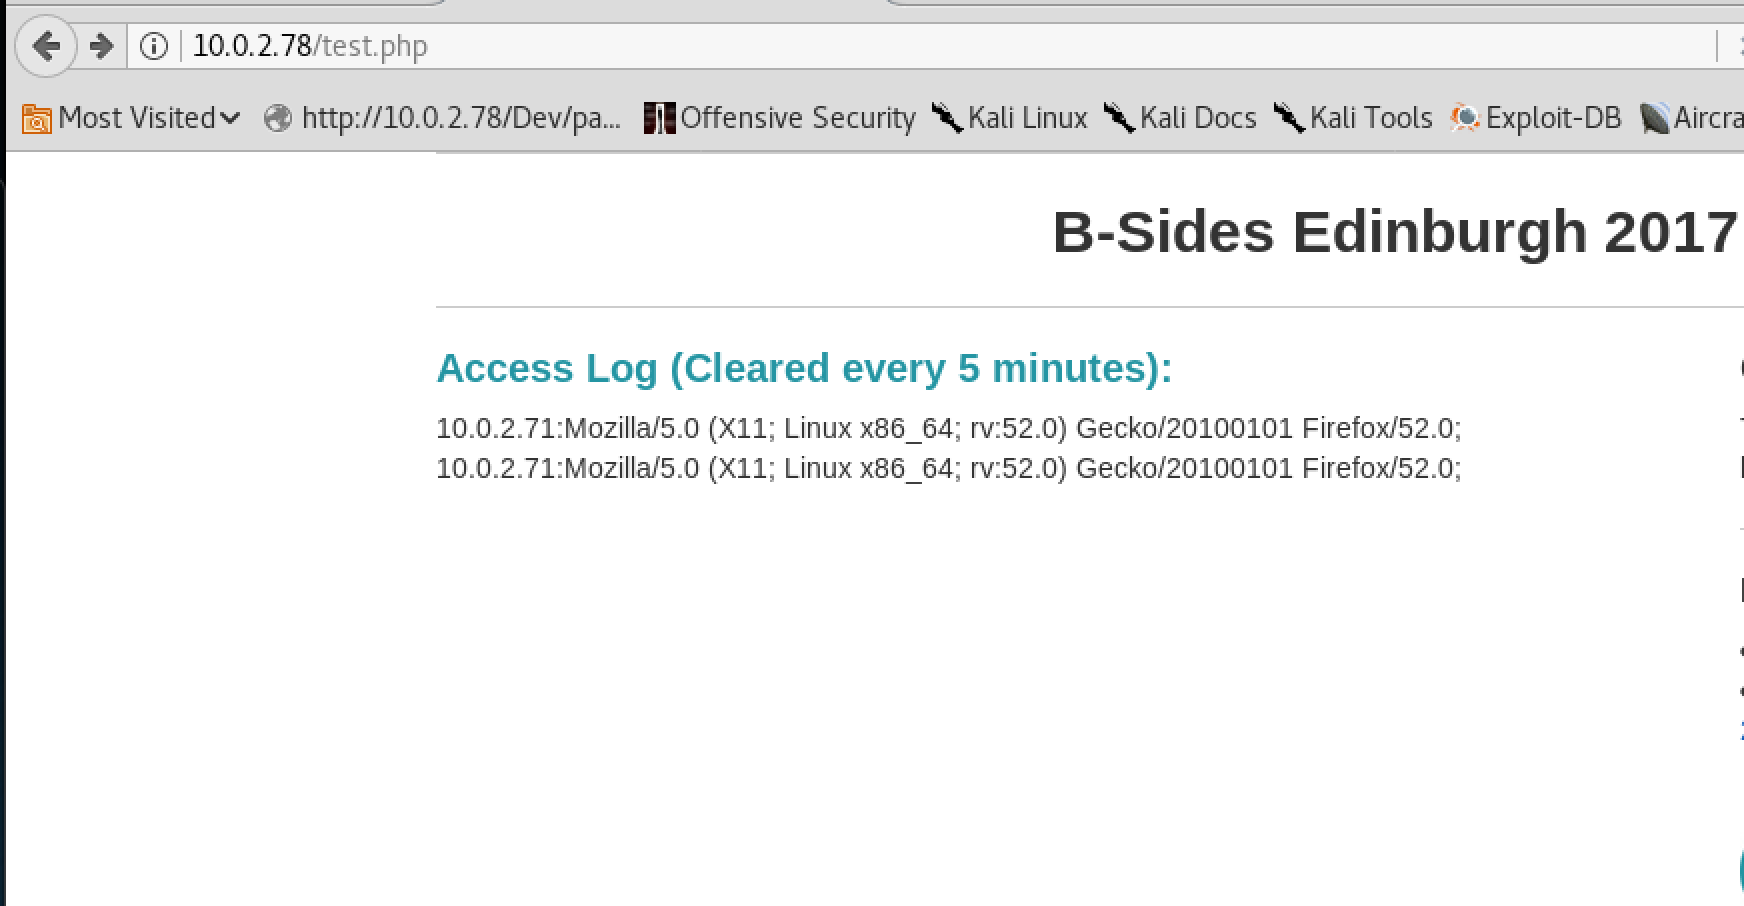 10.0.2.78/test.php
Most Visited http://10.0.2.78/Dev/pa... Offensive Security Kali Linux Kali Docs Kali Tools Exploit-DB Aircra
B-Sides Edinburgh 2017
Access Log (Cleared every 5 minutes):
10.0.2.71:Mozilla/5.0 (X11; Linux x86_64; rv:52.0) Gecko/20100101 Firefox/52.0;
10.0.2.71:Mozilla/5.0 (X11; Linux x86_64; rv:52.0) Gecko/20100101 Firefox/52.0;